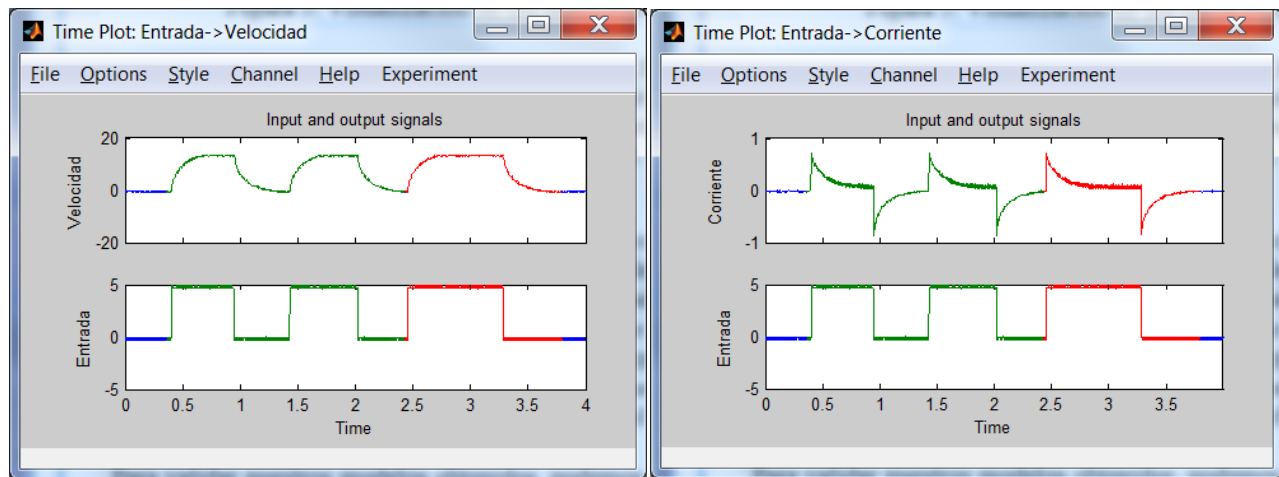 Time Plot: Entrada->Velocidad
File Options Style Channel Help Experiment
Input and output signals
Velocidad
20
0
-20
Entrada
5
0
-5
0 0.5 1 1.5 2 2.5 3 3.5 4
Time
Time Plot: Entrada->Corriente
File Options Style Channel Help Experiment
Input and output signals
Corriente
1
0
-1
Entrada
5
0
-5
0 0.5 1 1.5 2 2.5 3 3.5
Time